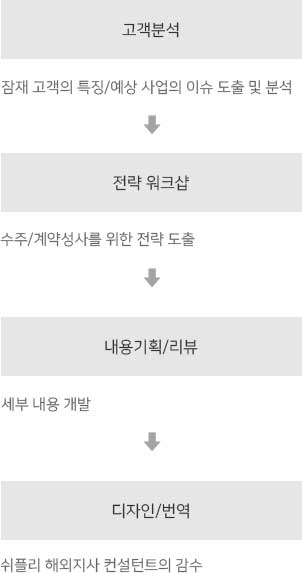 고객분석
잠재 고객의 특징/예상 사업의 이슈 도출 및 분석
전략 워크샵
수주/계약성사를 위한 전략 도출
내용기획/리뷰
세부 내용 개발
디자인/번역
쉬플리 해외지사 컨설턴트의 감수